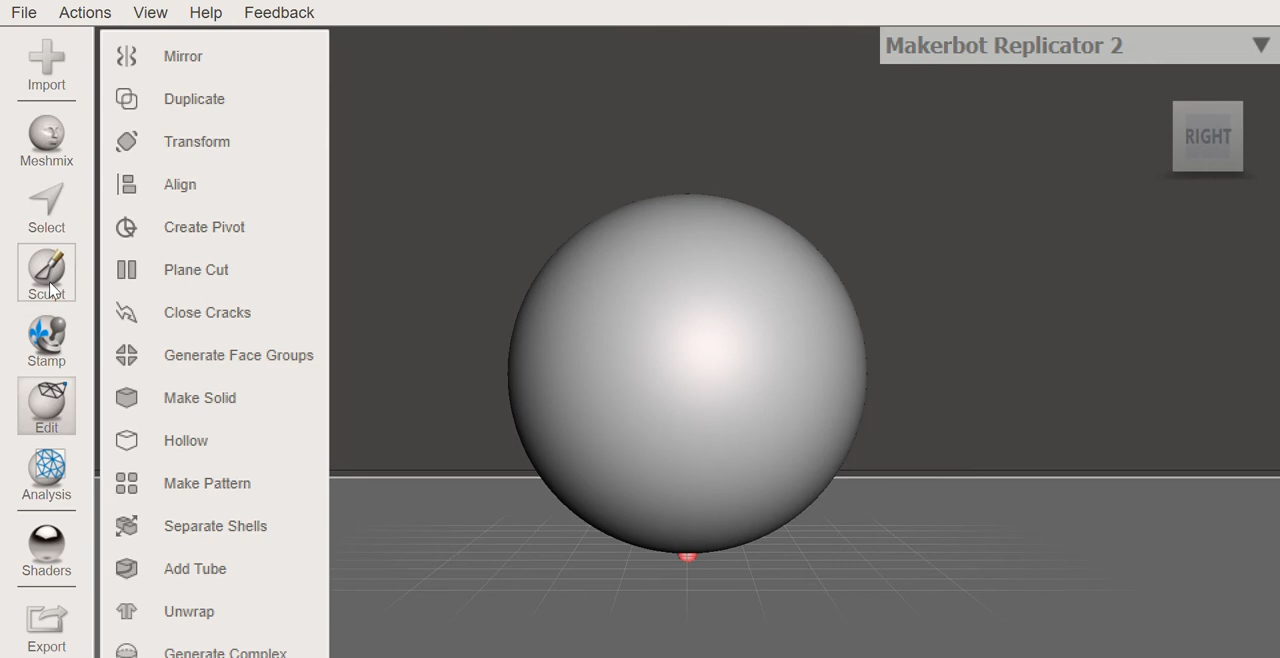 File Actions View Help Feedback
Makerbot Replicator 2
RIGHT
Import
Meshmix
Select
Sculpt
Stamp
Edit
Analysis
Shaders
Export
Mirror
Duplicate
Transform
Align
Create Pivot
Plane Cut
Close Cracks
Generate Face Groups
Make Solid
Hollow
Make Pattern
Separate Shells
Add Tube
Unwrap
Generate Complex